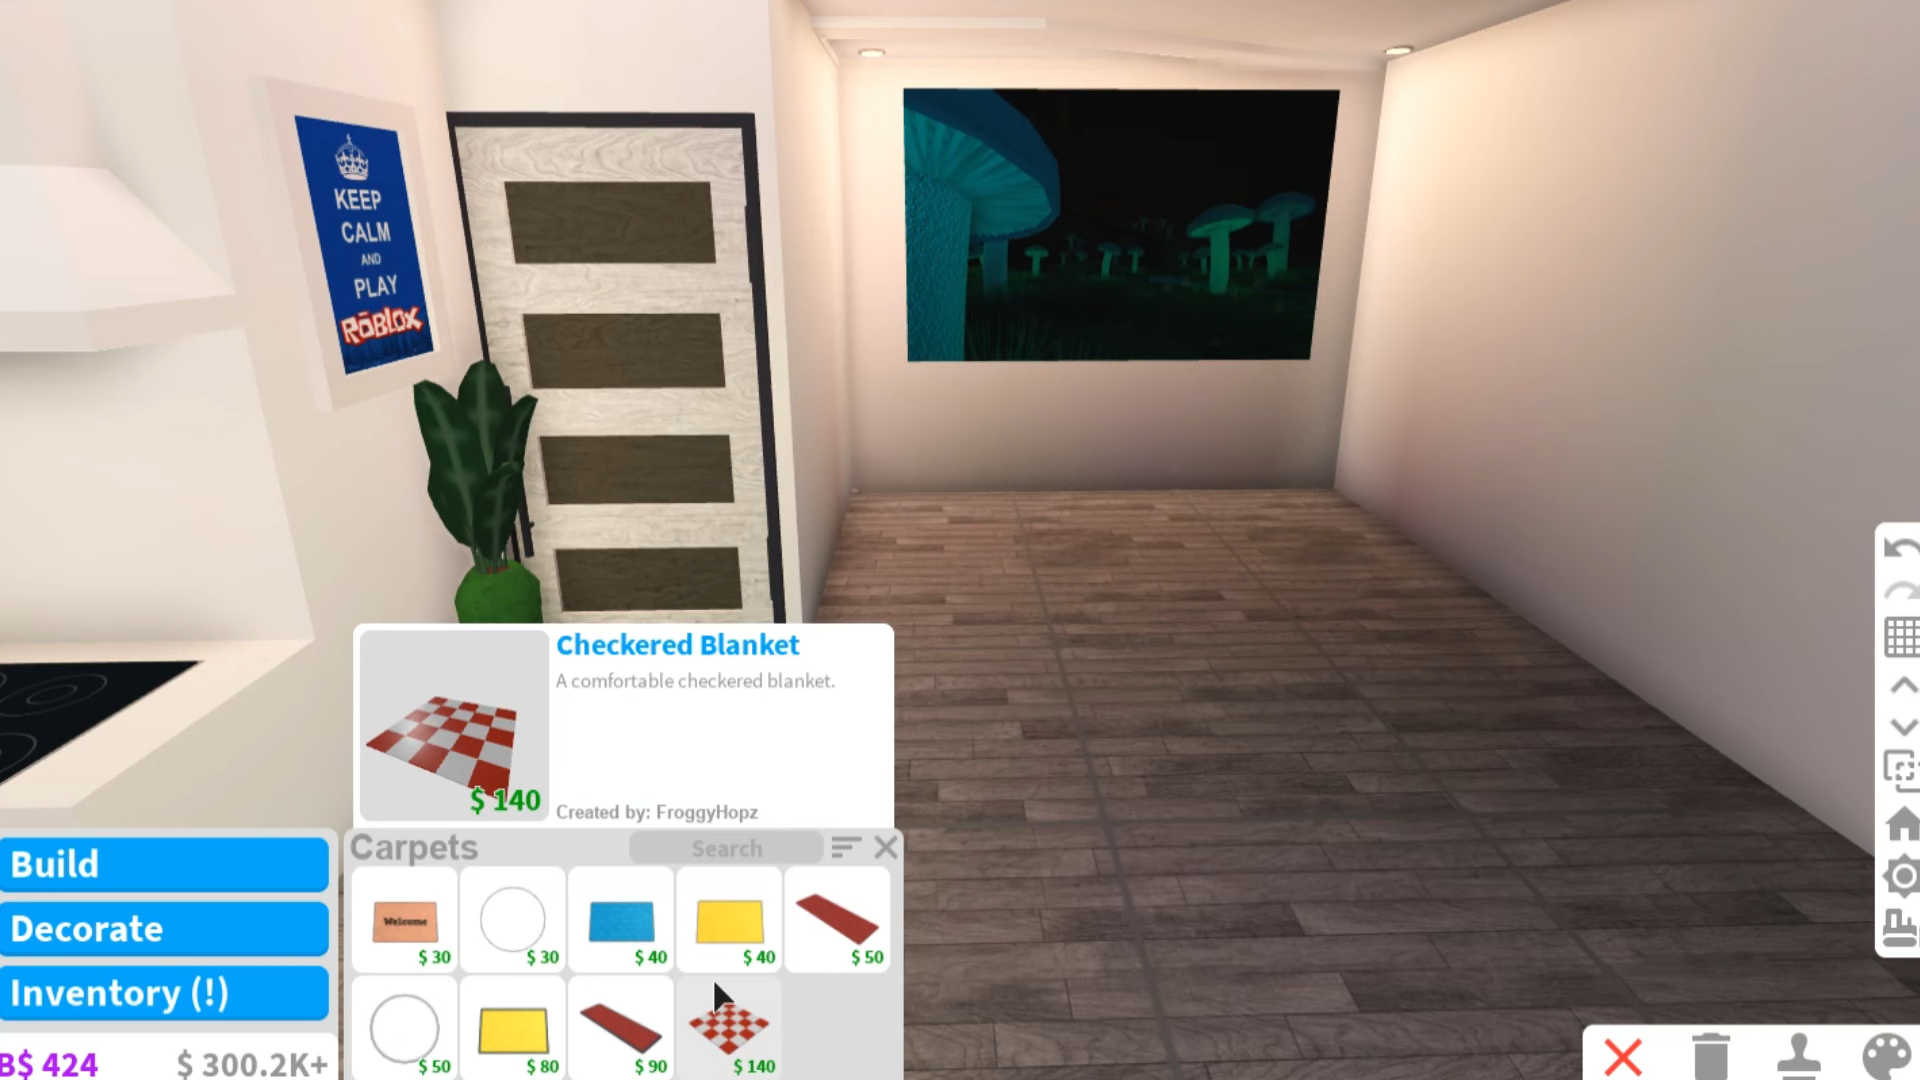 KEEP
CALM
AND
PLAY
ROBLOX
Checkered Blanket
A comfortable checkered blanket.
$ 140
Created by: FroggyHopz
Carpets
Search
Welcome
$ 30
$ 30
$ 40
$ 40
$ 50
$ 50
$ 80
$ 90
$ 140
Build
Decorate
Inventory (!)
B$ 424
$ 300.2K+